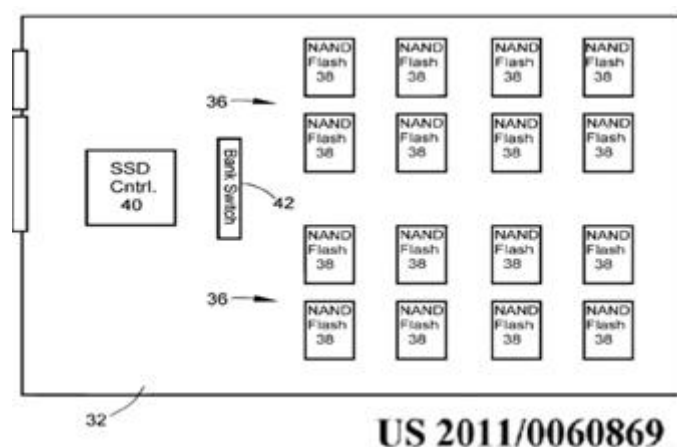 NAND NAND NAND NAND
Flash Flash Flash Flash
38 38 38 38
36
NAND NAND NAND NAND
Flash Flash Flash Flash
38 38 38 38
SSD
Cntrl.
40
Bank Switch
42
NAND NAND NAND NAND
Flash Flash Flash Flash
38 38 38 38
36
NAND NAND NAND NAND
Flash Flash Flash Flash
38 38 38 38
32
US 2011/0060869